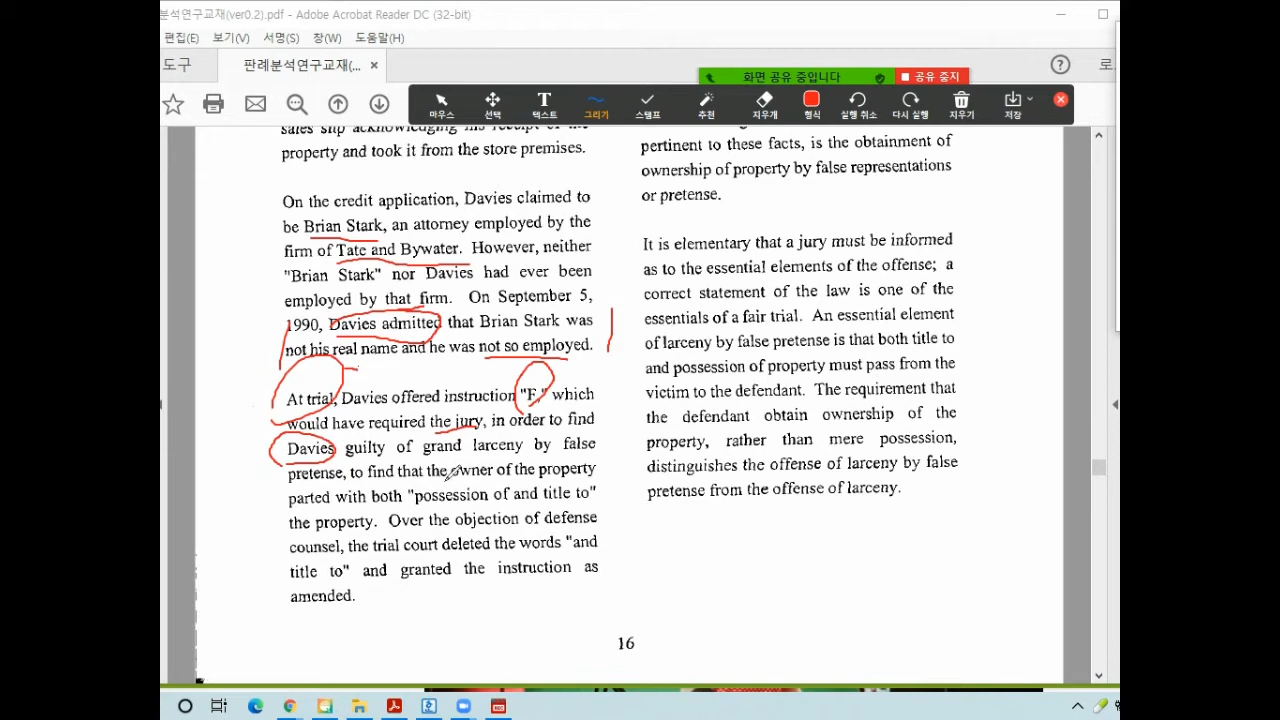 분석연구교재(ver0.2).pdf - Adobe Acrobat Reader DC (32-bit)
편집(E) 보기(V) 서명(S) 창(W) 도움말(H)
도구 판례분석연구교재(... × 로
화면 공유 중입니다 공유 중지
마우스 선택 텍스트 그리기 스탬프 추천 지우개 형식 실행 취소 다시 실행 지우기 저장
sales slip acknowledging his receipt of the
property and took it from the store premises.
On the credit application, Davies claimed to
be Brian Stark, an attorney employed by the
firm of Tate and Bywater. However, neither
"Brian Stark" nor Davies had ever been
employed by that firm. On September 5,
1990, Davies admitted that Brian Stark was
not his real name and he was not so employed.
At trial, Davies offered instruction "F," which
would have required the jury, in order to find
Davies guilty of grand larceny by false
pretense, to find that the owner of the property
parted with both "possession of and title to"
the property. Over the objection of defense
counsel, the trial court deleted the words "and
title to" and granted the instruction as
amended.
pertinent to these facts, is the obtainment of
ownership of property by false representations
or pretense.
It is elementary that a jury must be informed
as to the essential elements of the offense; a
correct statement of the law is one of the
essentials of a fair trial. An essential element
of larceny by false pretense is that both title to
and possession of property must pass from the
victim to the defendant. The requirement that
the defendant obtain ownership of the
property, rather than mere possession,
distinguishes the offense of larceny by false
pretense from the offense of larceny.
16